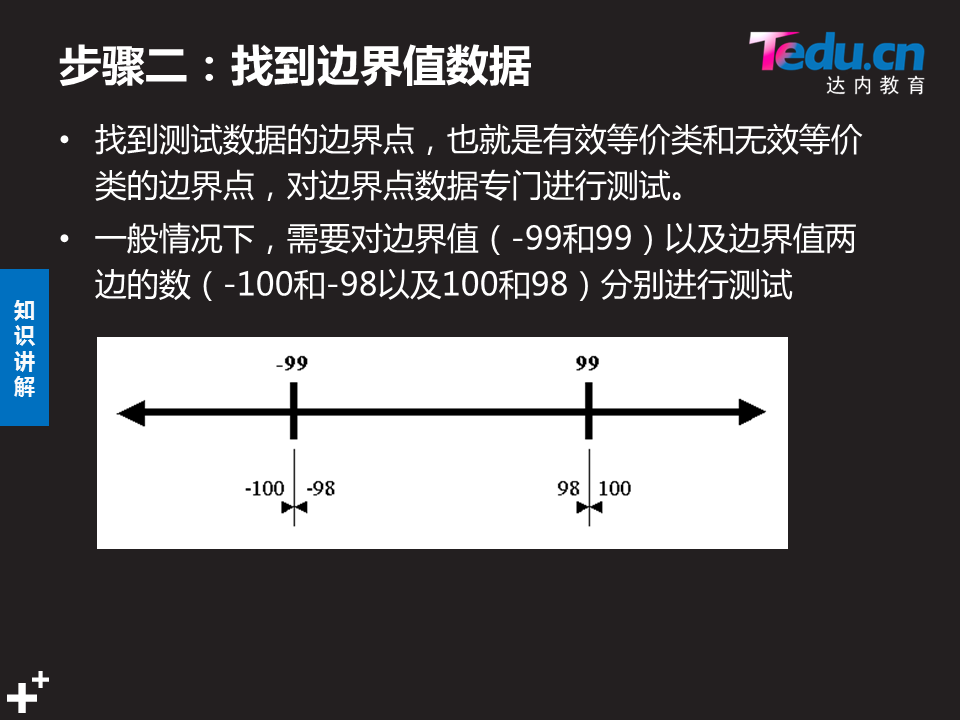 步骤二：找到边界值数据
Tedu.cn
达内教育
• 找到测试数据的边界点，也就是有效等价类和无效等价
类的边界点，对边界点数据专门进行测试。
• 一般情况下，需要对边界值（-99和99）以及边界值两
边的数（-100和-98以及100和98）分别进行测试
知
识
讲
解
-99 99
-100 -98 98 100